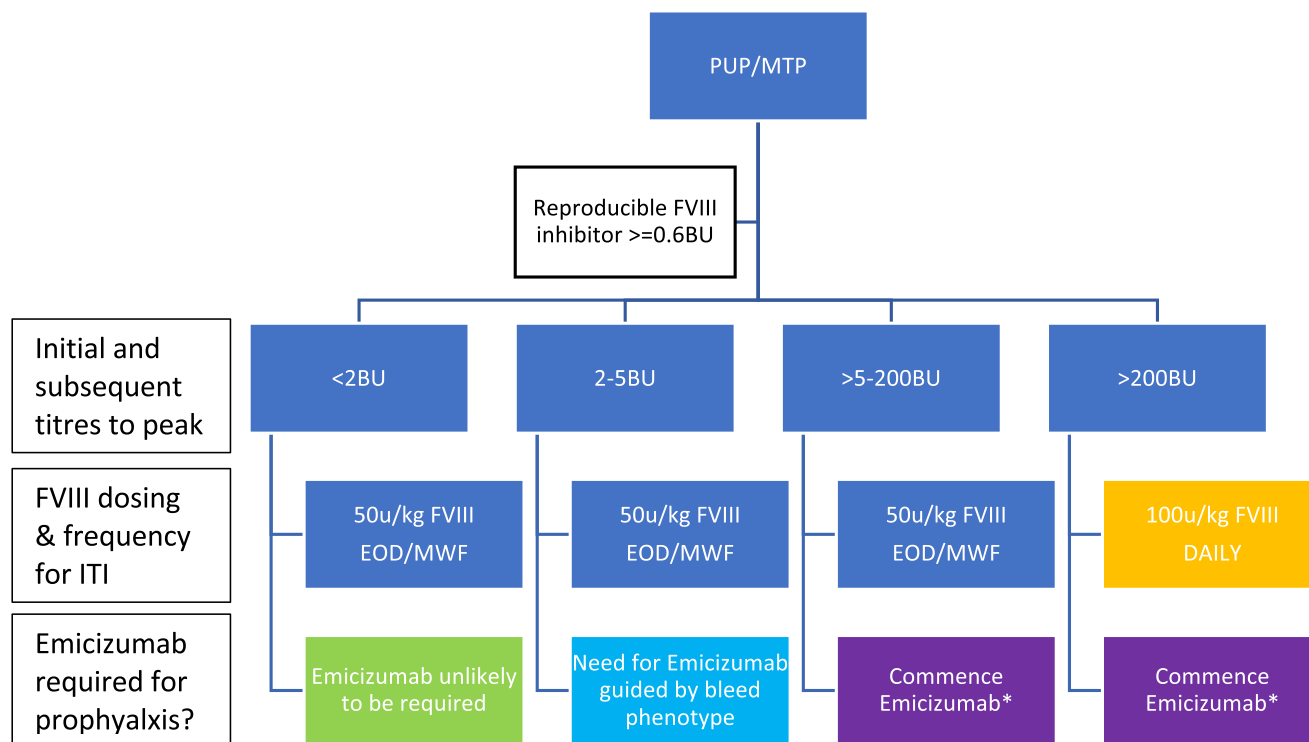 PUP/MTP
Reproducible FVIII
inhibitor >=0.6BU
Initial and
subsequent
titres to peak
<2BU
2-5BU
>5-200BU
>200BU
FVIII dosing
& frequency
for ITI
50u/kg FVIII
EOD/MWF
50u/kg FVIII
EOD/MWF
50u/kg FVIII
EOD/MWF
100u/kg FVIII
DAILY
Emicizumab
required for
prophyalxis?
Emicizumab unlikely
to be required
Need for Emicizumab
guided by bleed
phenotype
Commence
Emicizumab*
Commence
Emicizumab*